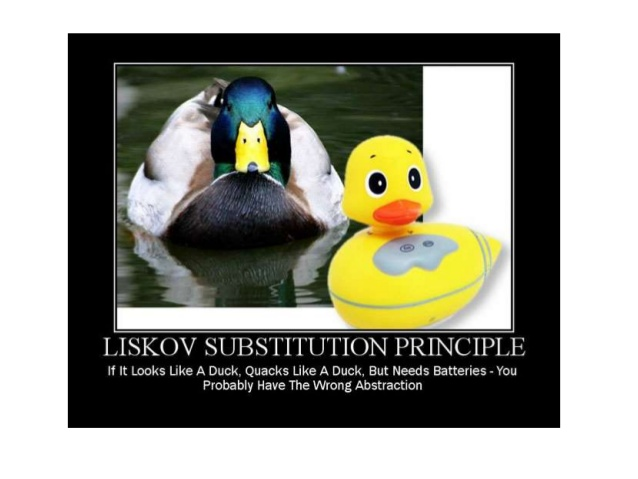 LISKOV SUBSTITUTION PRINCIPLE
If It Looks Like A Duck, Quacks Like A Duck, But Needs Batteries - You
Probably Have The Wrong Abstraction